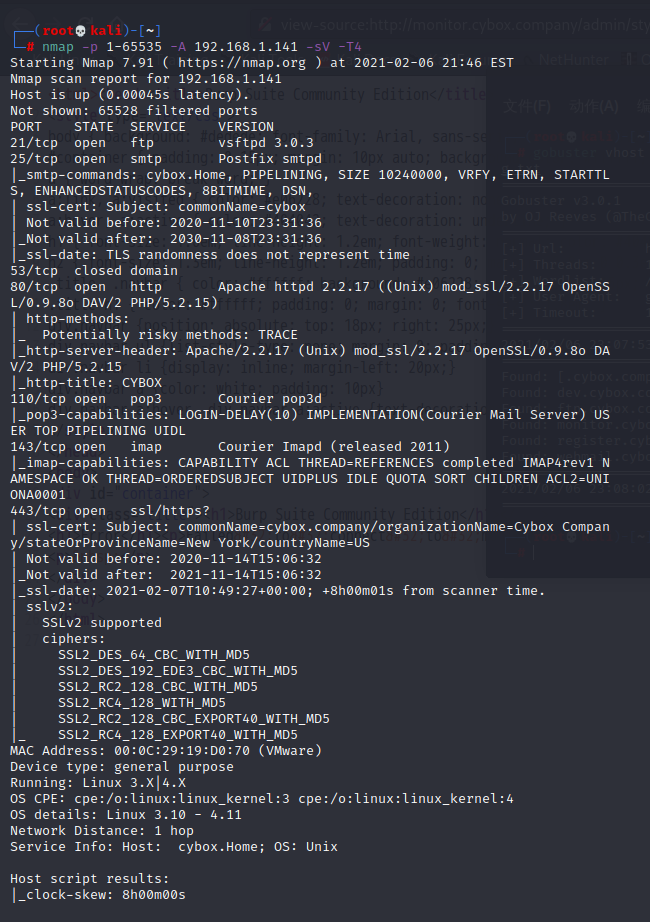 view-source:http://monitor.cybox.company/admin/st
┌──(root💀kali)-[~]
└─# nmap -p 1-65535 -A 192.168.1.141 -sV -T4
Starting Nmap 7.91 ( https://nmap.org ) at 2021-02-06 21:46 EST
Nmap scan report for 192.168.1.141
Host is up (0.00045s latency).
Not shown: 65528 filtered ports
PORT    STATE  SERVICE    VERSION
21/tcp  open   ftp        vsftpd 3.0.3
25/tcp  open   smtp       Postfix smtpd
|_smtp-commands: cybox.Home, PIPELINING, SIZE 10240000, VRFY, ETRN, STARTTL
S, ENHANCEDSTATUSCODES, 8BITMIME, DSN,
| ssl-cert: Subject: commonName=cybox
| Not valid before: 2020-11-10T23:31:36
|_Not valid after:  2030-11-08T23:31:36
|_ssl-date: TLS randomness does not represent time
53/tcp  closed domain
80/tcp  open   http       Apache httpd 2.2.17 ((Unix) mod_ssl/2.2.17 OpenSS
L/0.9.8o DAV/2 PHP/5.2.15)
| http-methods:
|_  Potentially risky methods: TRACE
|_http-server-header: Apache/2.2.17 (Unix) mod_ssl/2.2.17 OpenSSL/0.9.8o DA
V/2 PHP/5.2.15
|_http-title: CYBOX
110/tcp open   pop3       Courier pop3d
|_pop3-capabilities: LOGIN-DELAY(10) IMPLEMENTATION(Courier Mail Server) US
ER TOP PIPELINING UIDL
143/tcp open   imap       Courier Imapd (released 2011)
|_imap-capabilities: CAPABILITY ACL THREAD=REFERENCES completed IMAP4rev1 N
AMESPACE OK THREAD=ORDEREDSUBJECT UIDPLUS IDLE QUOTA SORT CHILDREN ACL2=UNI
ONA0001
443/tcp open   ssl/https?
| ssl-cert: Subject: commonName=cybox.company/organizationName=Cybox Compan
y/stateOrProvinceName=New York/countryName=US
| Not valid before: 2020-11-14T15:06:32
|_Not valid after:  2021-11-14T15:06:32
|_ssl-date: 2021-02-07T10:49:27+00:00; +8h00m01s from scanner time.
| sslv2:
|   SSLv2 supported
|   ciphers:
|     SSL2_DES_64_CBC_WITH_MD5
|     SSL2_DES_192_EDE3_CBC_WITH_MD5
|     SSL2_RC2_128_CBC_WITH_MD5
|     SSL2_RC4_128_WITH_MD5
|     SSL2_RC2_128_CBC_EXPORT40_WITH_MD5
|_    SSL2_RC4_128_EXPORT40_WITH_MD5
MAC Address: 00:0C:29:19:D0:70 (VMware)
Device type: general purpose
Running: Linux 3.X|4.X
OS CPE: cpe:/o:linux:linux_kernel:3 cpe:/o:linux:linux_kernel:4
OS details: Linux 3.10 - 4.11
Network Distance: 1 hop
Service Info: Host:  cybox.Home; OS: Unix

Host script results:
|_clock-skew: 8h00m00s